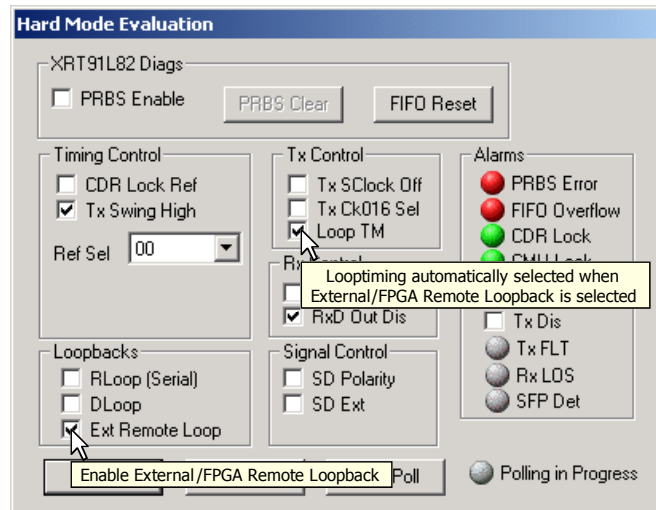 Hard Mode Evaluation
XRT91L82 Diags
PRBS Enable
PRBS Clear
FIFO Reset
Timing Control
CDR Lock Ref
Tx Swing High
Ref Sel
00
Tx Control
Tx SClock Off
Tx Ck016 Sel
Loop TM
Alarms
PRBS Error
FIFO Overflow
CDR Lock
Looptiming automatically selected when
External/FPGA Remote Loopback is selected
RxD Out Dis
Tx Dis
Tx FLT
Rx LOS
SFP Det
Loopbacks
RLoop (Serial)
DLoop
Ext Remote Loop
Signal Control
SD Polarity
SD Ext
Enable External/FPGA Remote Loopback
Poll
Polling in Progress